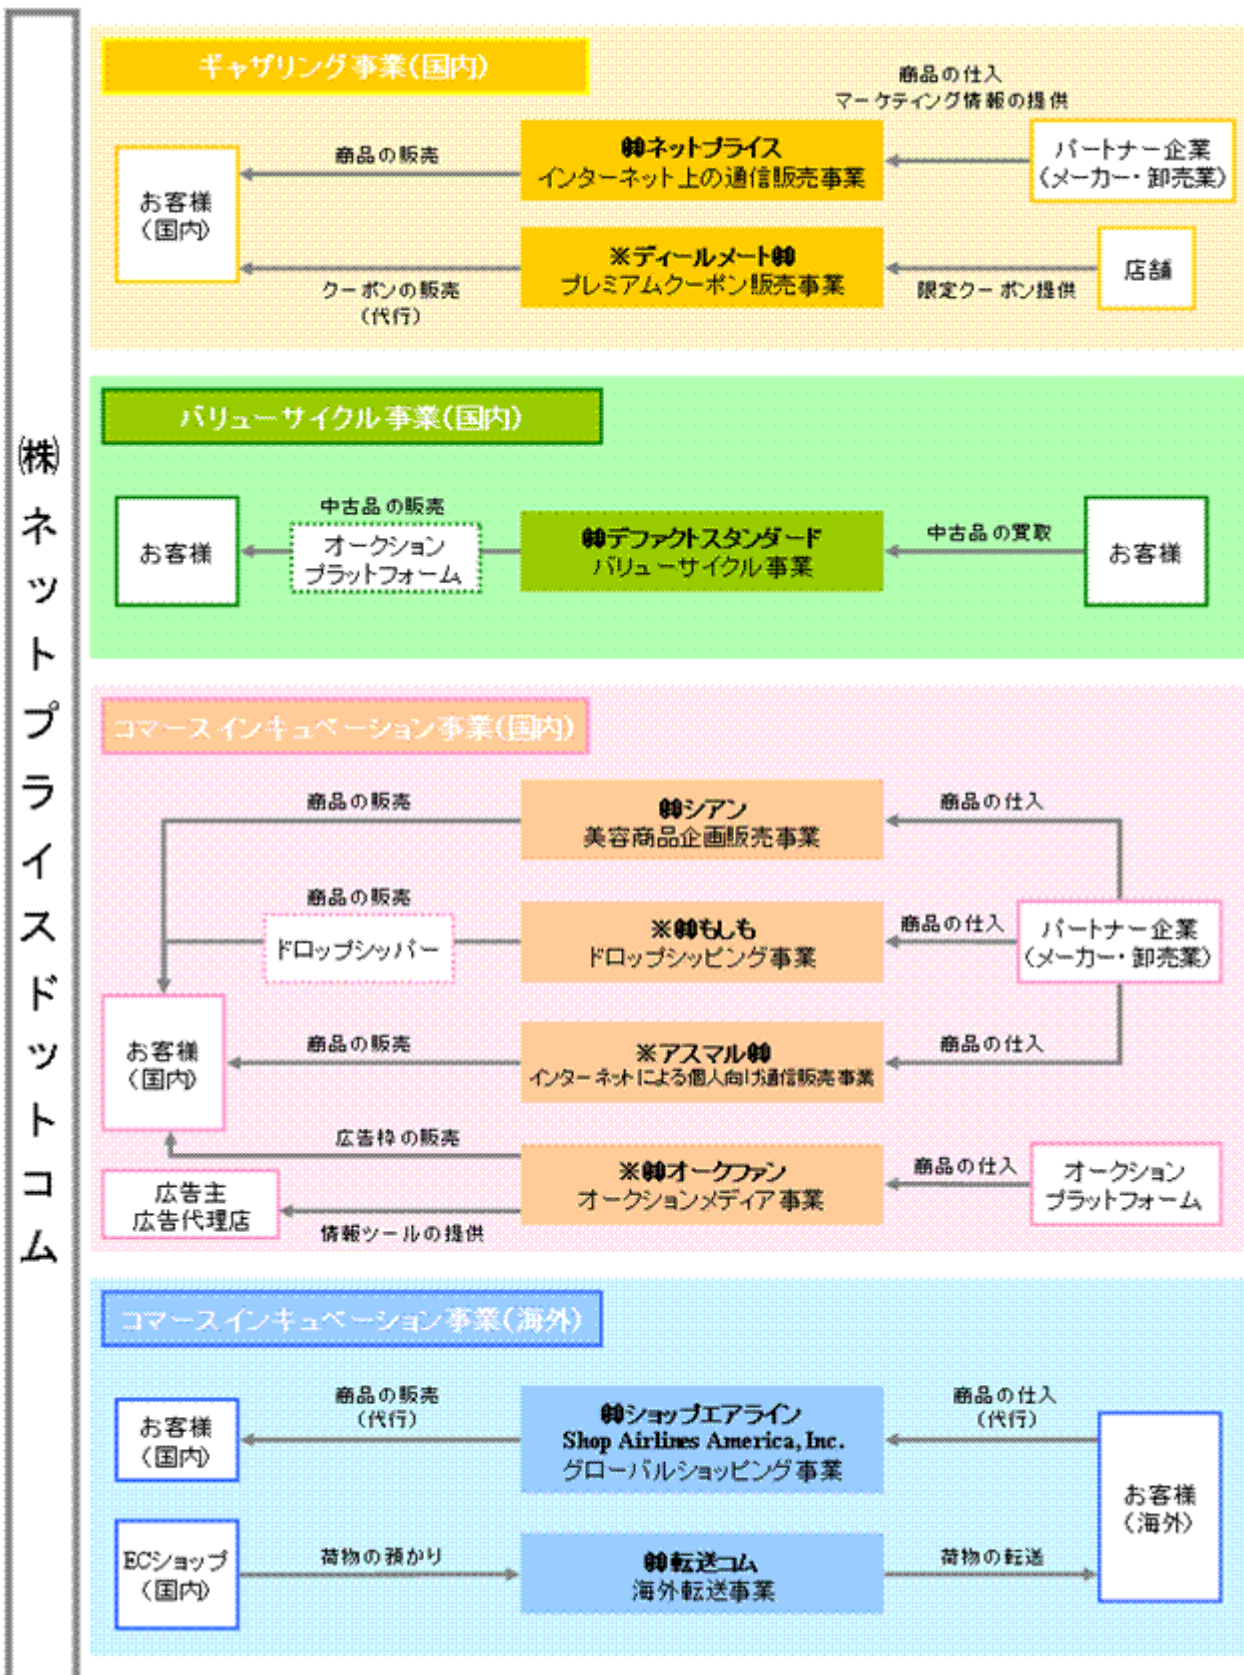 ㈱ネットプライスドットコム
ギャザリング事業(国内)
商品の仕入
マーケティング情報の提供
商品の販売
㈱ネットプライス
インターネット上の通信販売事業
パートナー企業
(メーカー・卸売業)
お客様
(国内)
※ディールメート㈱
プレミアムクーポン販売事業
店舗
クーポンの販売
(代行)
限定クーポン提供
バリューサイクル事業(国内)
中古品の販売
お客様
オークション
プラットフォーム
㈱デファクトスタンダード
バリューサイクル事業
中古品の買取
お客様
コマースインキュベーション事業(国内)
商品の販売
㈱シアン
美容商品企画販売事業
商品の仕入
商品の販売
ドロップシッパー
※㈱もしも
ドロップシッピング事業
商品の仕入
パートナー企業
(メーカー・卸売業)
お客様
(国内)
商品の販売
※アスマル㈱
インターネットによる個人向け通信販売事業
商品の仕入
広告枠の販売
※㈱オークファン
オークションメディア事業
商品の仕入
オークション
プラットフォーム
広告主
広告代理店
情報ツールの提供
コマースインキュベーション事業(海外)
商品の販売
(代行)
お客様
(国内)
㈱ショップエアライン
Shop Airlines America, Inc.
グローバルショッピング事業
商品の仕入
(代行)
お客様
(海外)
ECショップ
(国内)
荷物の預かり
㈱転送コム
海外転送事業
荷物の転送